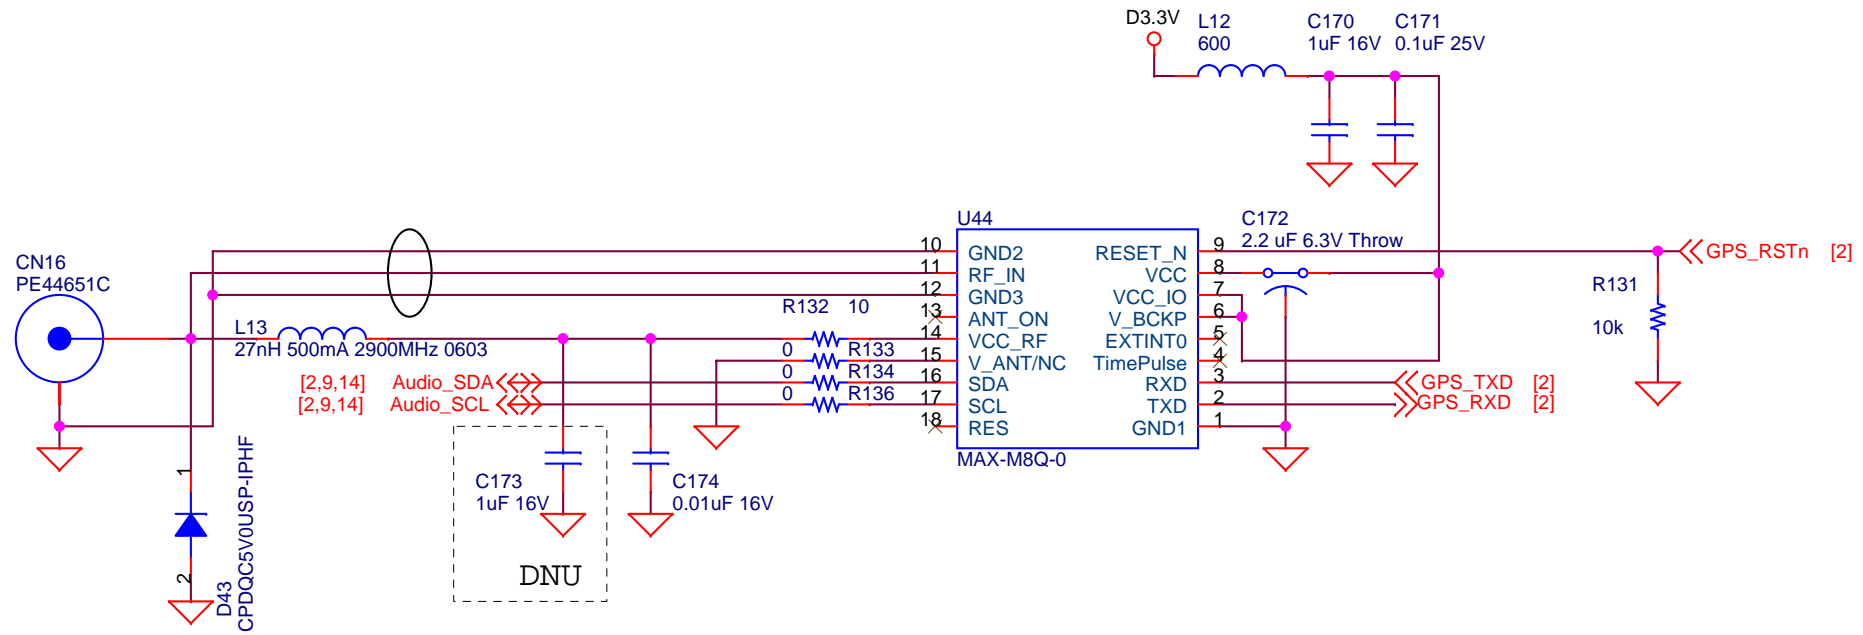 D3.3V
L12
600
C170
1uF 16V
C171
0.1uF 25V
U44
C172
2.2 uF 6.3V Throw
CN16
PE44651C
10 GND2
11 RF_IN
12 GND3
13 ANT_ON
14 VCC_RF
15 V_ANT/NC
16 SDA
17 SCL
18 RES
RESET_N 9
VCC 8
VCC_IO 7
V_BCKP 6
EXTINT0 5
TimePulse 4
RXD 3
TXD 2
GND1 1
MAX-M8Q-0
GPS_RSTn [2]
R131
10k
GPS_TXD [2]
GPS_RXD [2]
R132 10
0 R133
0 R134
0 R136
L13
27nH 500mA 2900MHz 0603
[2,9,14] Audio_SDA
[2,9,14] Audio_SCL
C173
1uF 16V
C174
0.01uF 16V
DNU
1
2
D43
CPDQC5V0USP-IPHF